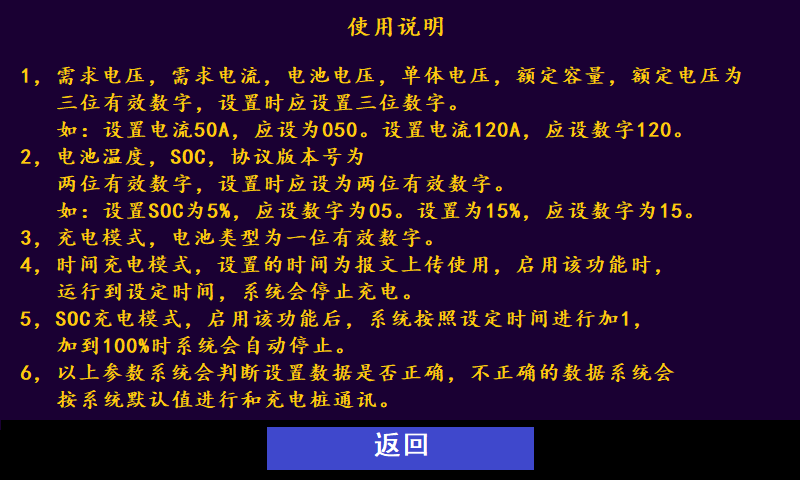 使用说明
1，需求电压，需求电流，电池电压，单体电压，额定容量，额定电压为
三位有效数字，设置时应设置三位数字。
如：设置电流50A，应设为050。设置电流120A，应设数字120。
2，电池温度，SOC，协议版本号为
两位有效数字，设置时应设为两位有效数字。
如：设置SOC为5%，应设数字为05。设置为15%，应设数字为15。
3，充电模式，电池类型为一位有效数字。
4，时间充电模式，设置的时间为报文上传使用，启用该功能时，
运行到设定时间，系统会停止充电。
5，SOC充电模式，启用该功能后，系统按照设定时间进行加1，
加到100%时系统会自动停止。
6，以上参数系统会判断设置数据是否正确，不正确的数据系统会
按系统默认值进行和充电桩通讯。
返回